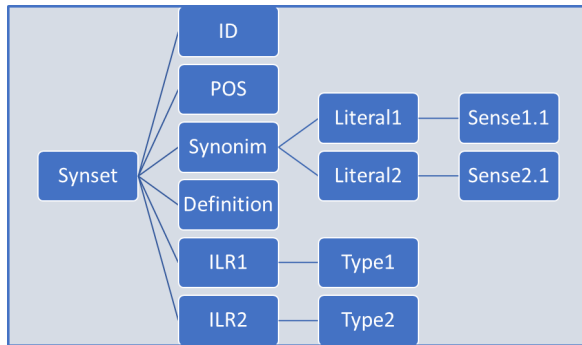 ID
POS
Synonim
Literal1
Sense1.1
Synset
Literal2
Sense2.1
Definition
ILR1
Type1
ILR2
Type2